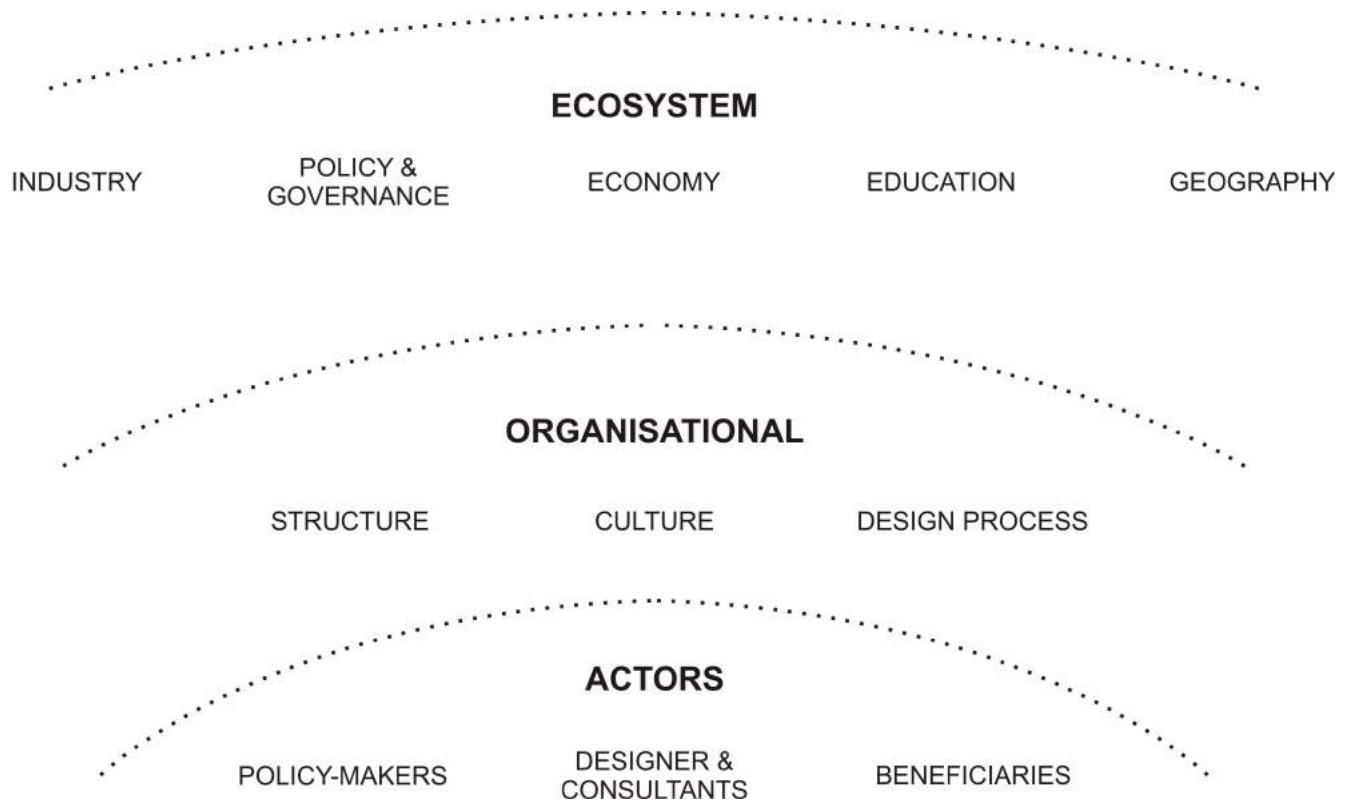 ECOSYSTEM
INDUSTRY
POLICY &
GOVERNANCE
ECONOMY
EDUCATION
GEOGRAPHY
ORGANISATIONAL
STRUCTURE
CULTURE
DESIGN PROCESS
ACTORS
POLICY-MAKERS
DESIGNER &
CONSULTANTS
BENEFICIARIES